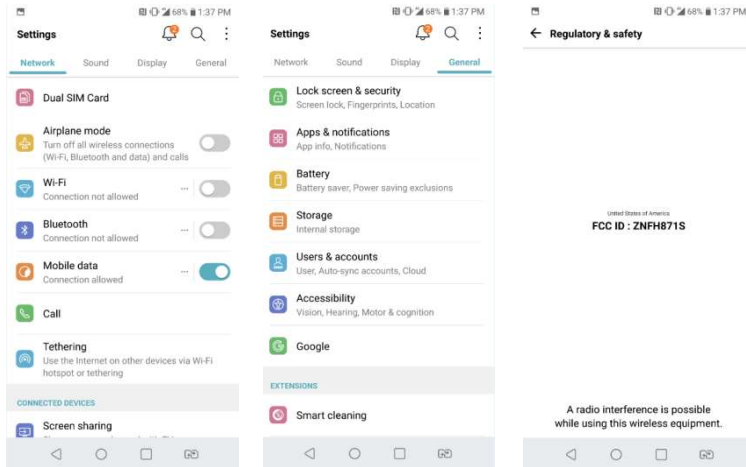 68% 1:37 PM
Settings
2
Network Sound Display General
Dual SIM Card
Airplane mode
Turn off all wireless connections
(Wi-Fi, Bluetooth and data) and calls
Wi-Fi
Connection not allowed
Bluetooth
Connection not allowed
Mobile data
Connection allowed
Call
Tethering
Use the Internet on other devices via Wi-Fi
hotspot or tethering
CONNECTED DEVICES
Screen sharing
68% 1:37 PM
Settings
2
Network Sound Display General
Lock screen & security
Screen lock, Fingerprints, Location
Apps & notifications
App info, Notifications
Battery
Battery saver, Power saving exclusions
Storage
Internal storage
Users & accounts
User, Auto-sync accounts, Cloud
Accessibility
Vision, Hearing, Motor & cognition
Google
EXTENSIONS
Smart cleaning
68% 1:37 PM
Regulatory & safety
United States of America
FCC ID : ZNFH871S
A radio interference is possible
while using this wireless equipment.